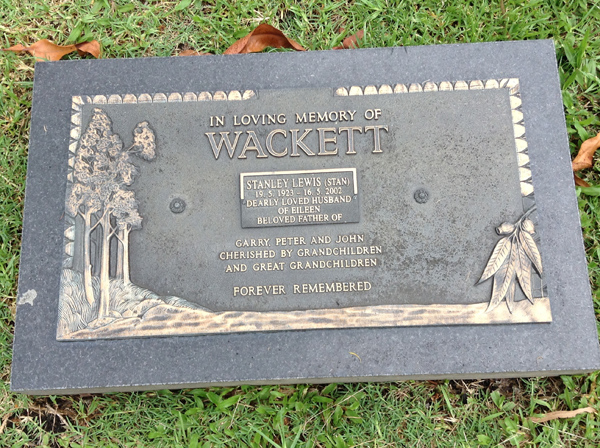 IN LOVING MEMORY OF
WACKETT
STANLEY LEWIS (STAN)
19. 5. 1923 - 16. 5. 2002
DEARLY LOVED HUSBAND
OF EILEEN
BELOVED FATHER OF
GARRY, PETER AND JOHN
CHERISHED BY GRANDCHILDREN
AND GREAT GRANDCHILDREN
FOREVER REMEMBERED